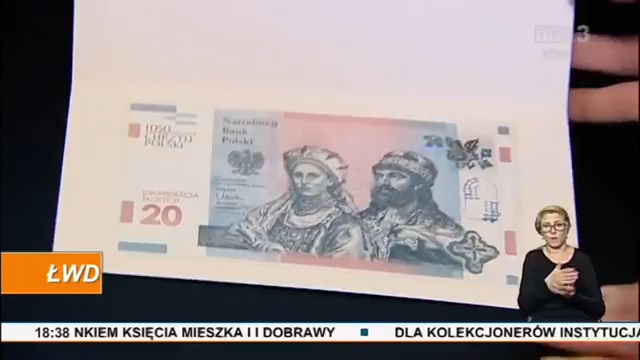 3
1050
CHRZTU
POLSKI
Narodowy
Bank
Polski
DWADZIEŚCIA
ZŁOTYCH
20
ŁWD
18:38 NKIEM KSIĘCIA MIESZKA I I DOBRAWY DLA KOLEKCJONERÓW INSTYTUCJA